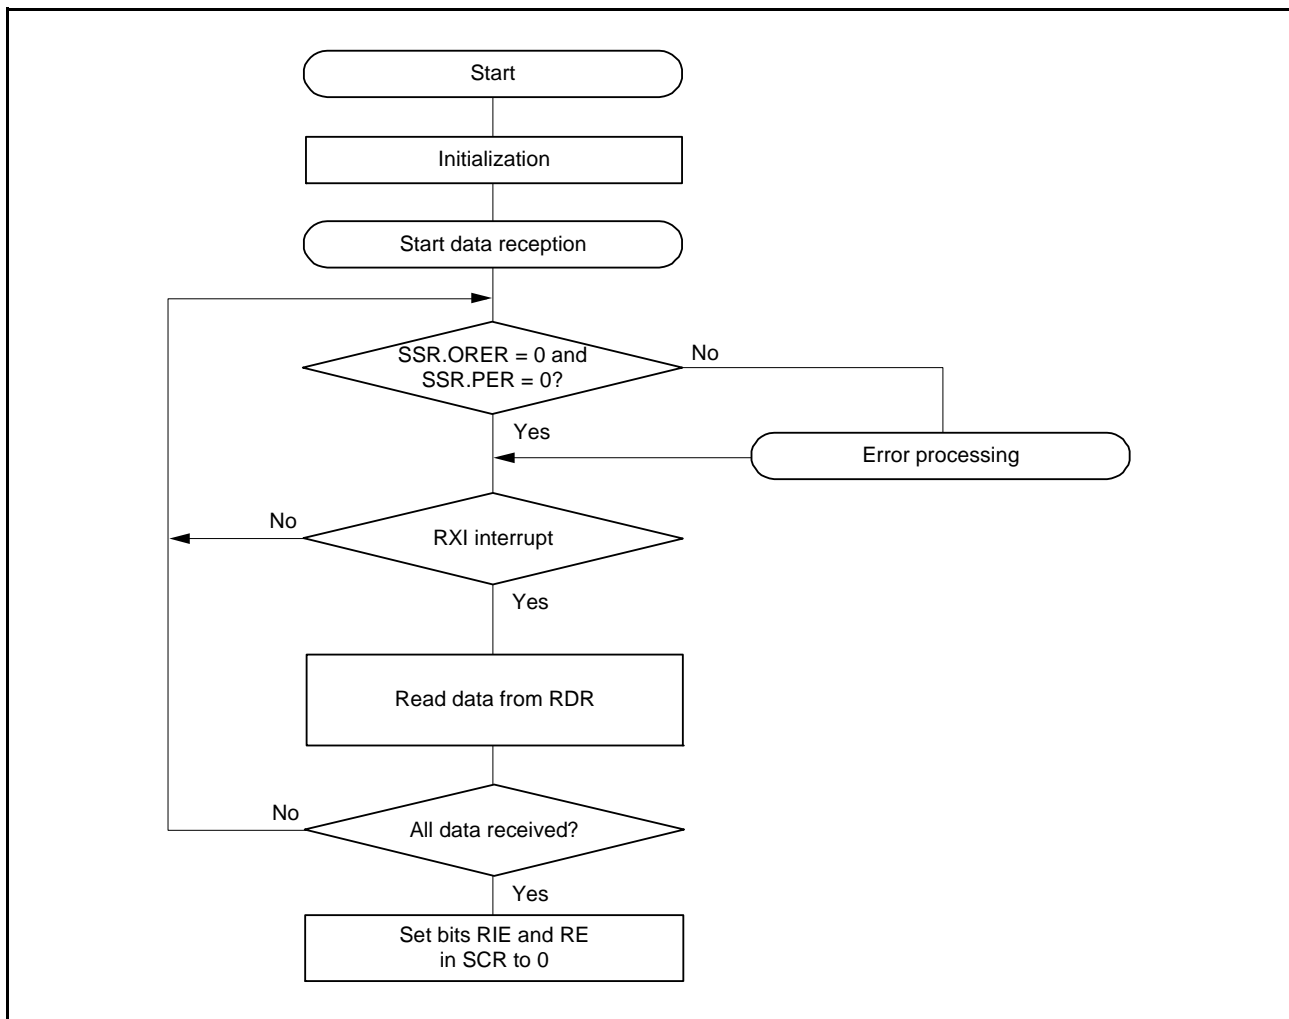 Start
Initialization
Start data reception
SSR.ORER = 0 and
SSR.PER = 0?
No
Yes
Error processing
No
RXI interrupt
Yes
Read data from RDR
No
All data received?
Yes
Set bits RIE and RE
in SCR to 0